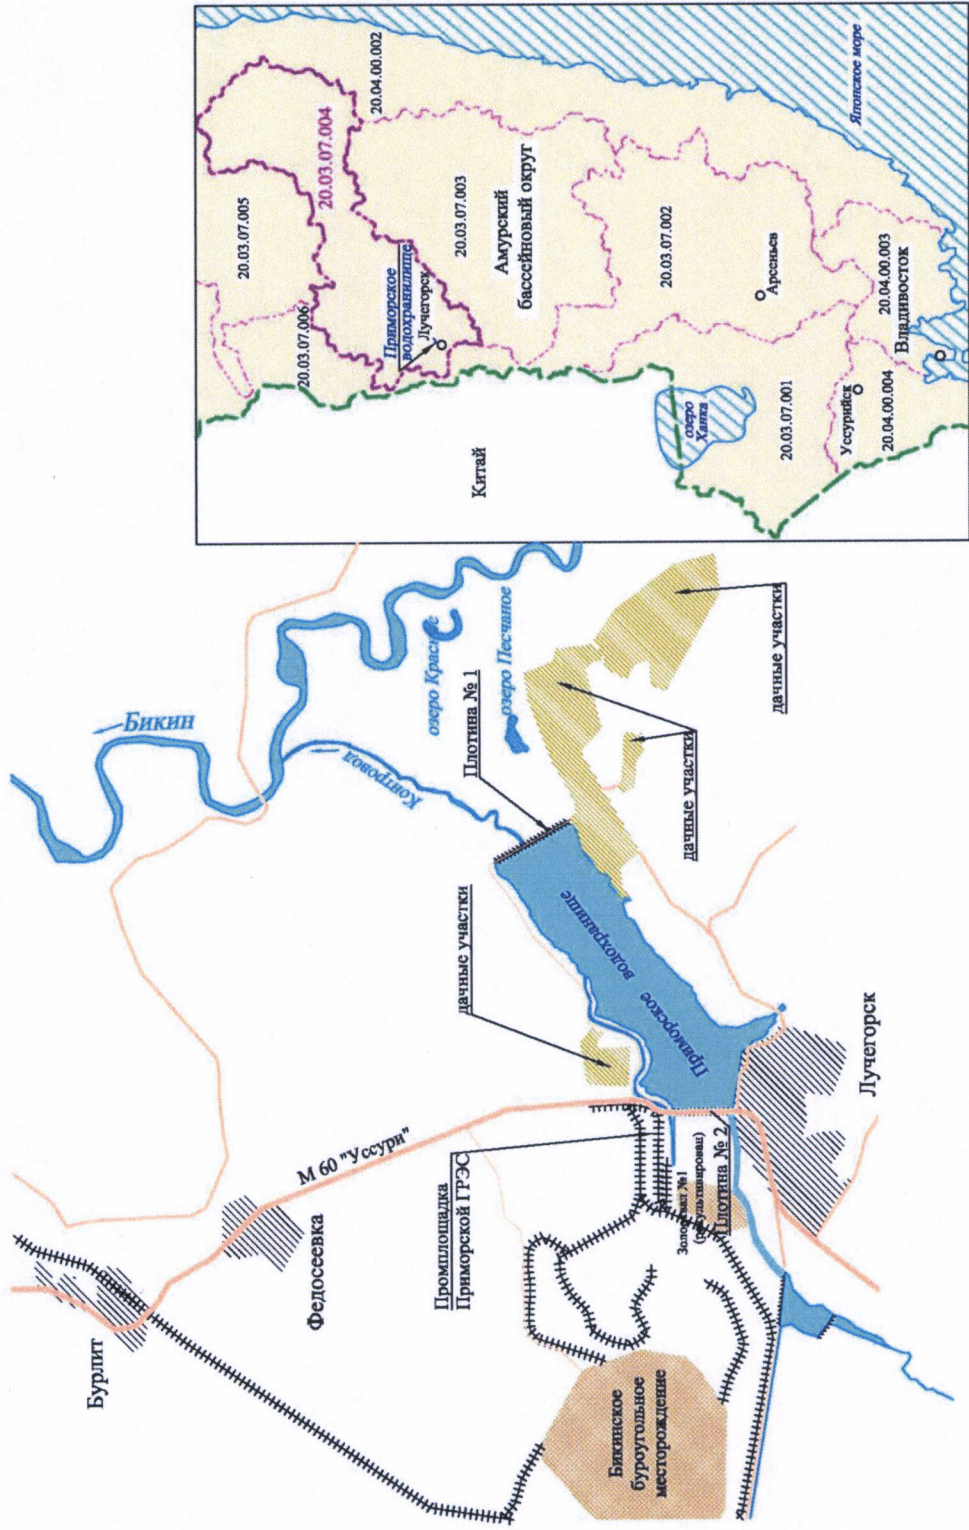 Бурлит
Федосеевка
М 60 "Уссури"
Бикин
Контровод
озеро Песчаное
Плотина № 1
дачные участки
дачные участки
дачные участки
Приморское водохранище
Промплощадка
Приморской ГРЭС
Плотина № 2
Лучегорск
Бикинское
буроугольное
месторождение
20.03.07.005
20.03.07.006
20.03.07.004
20.04.00.002
Приморское
водохранилище
Лучегорск
20.03.07.003
Амурский
бассейновый округ
Китай
20.03.07.002
озеро
Ханка
Арсеньев
20.03.07.001
Уссурийск
20.04.00.004
20.04.00.003
Владивосток
Японское море